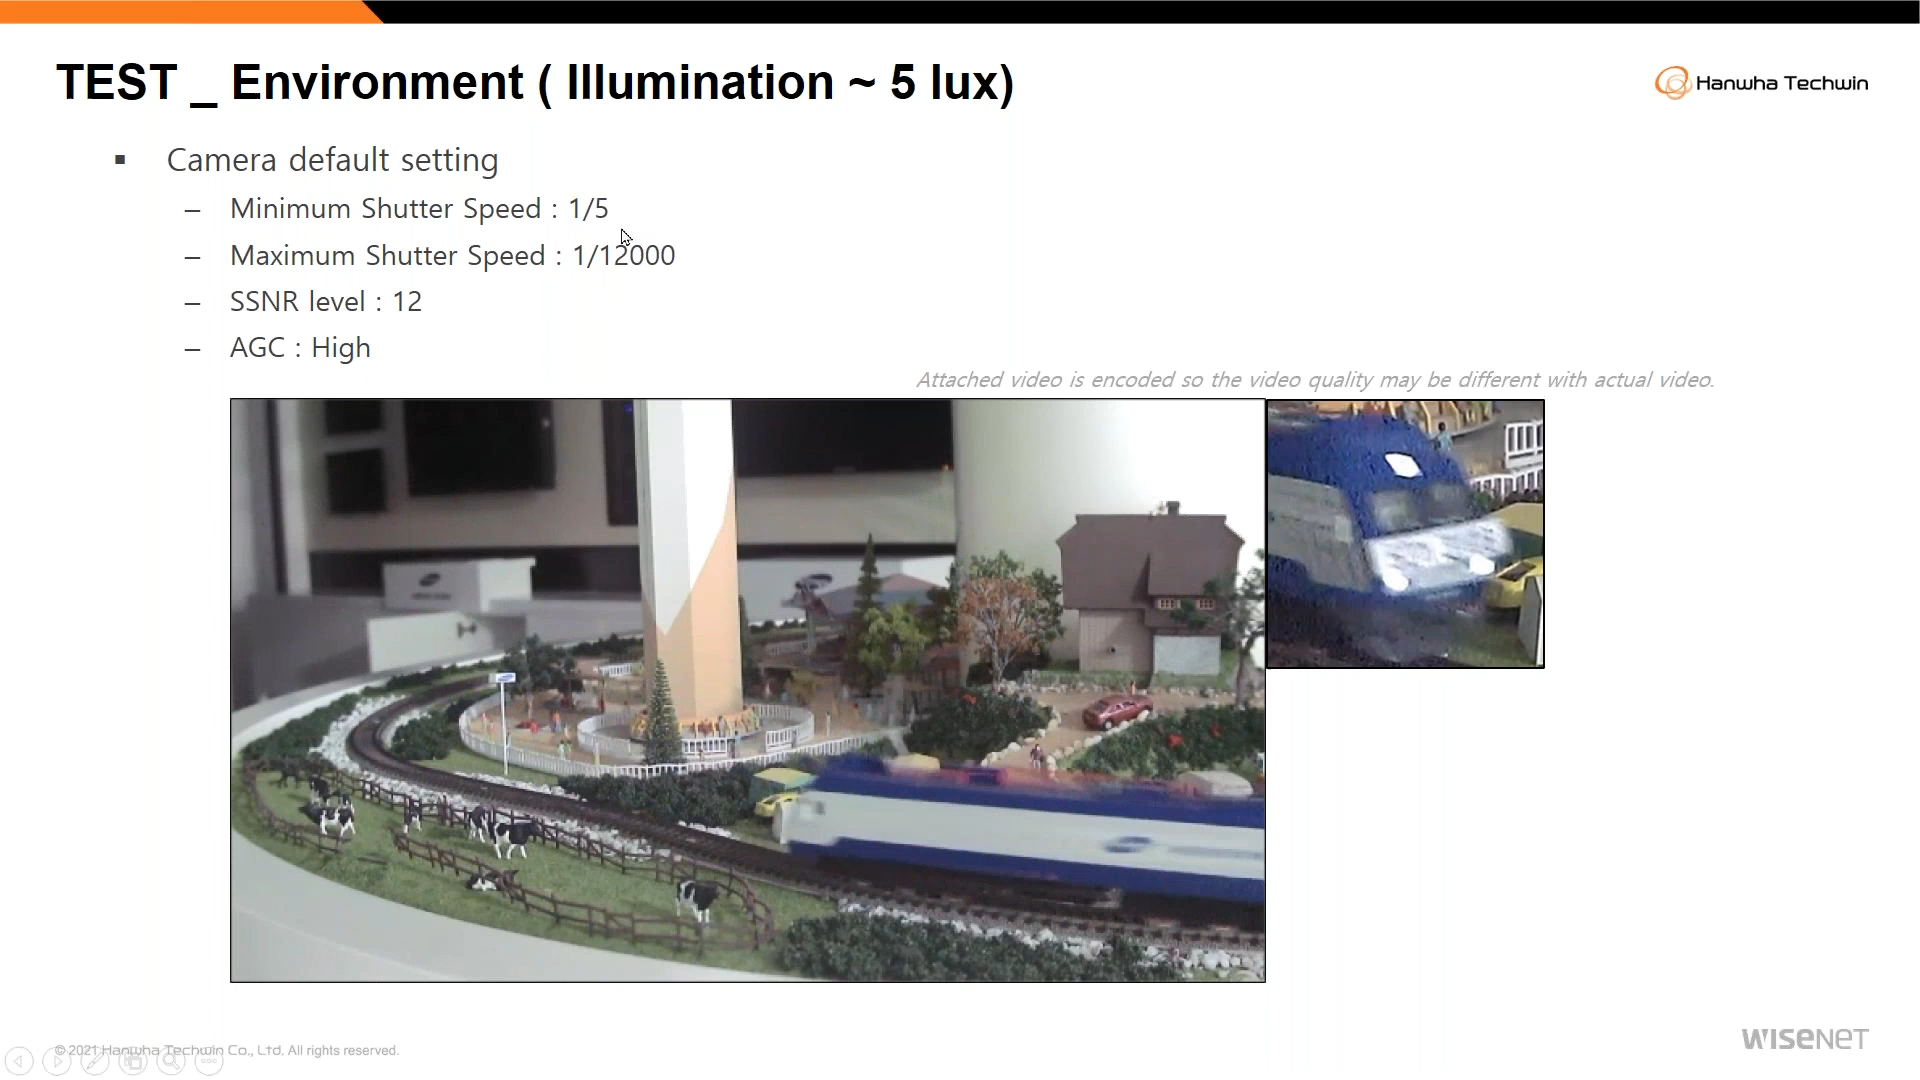 TEST _ Environment ( Illumination ~ 5 lux)
Hanwha Techwin
▪ Camera default setting
– Minimum Shutter Speed : 1/5
– Maximum Shutter Speed : 1/12000
– SSNR level : 12
– AGC : High
Attached video is encoded so the video quality may be different with actual video.
© 2021 Hanwha Techwin Co., Ltd. All rights reserved.
WISENET